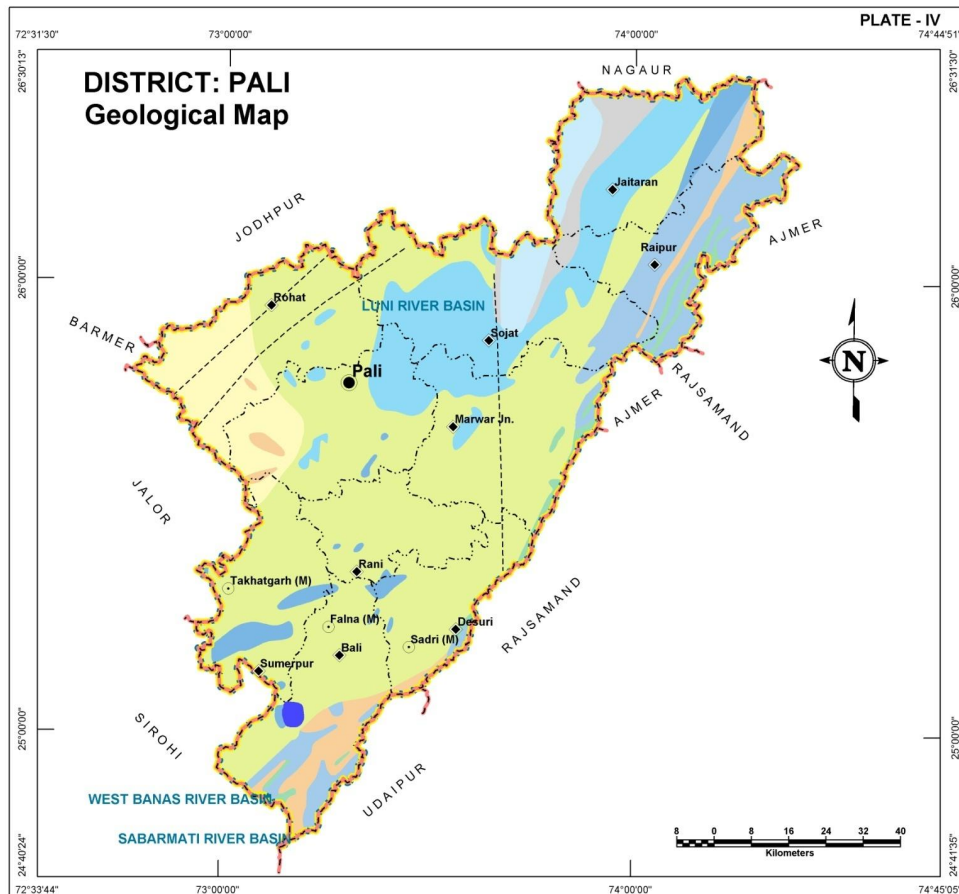 PLATE - IV
72°31'30"
73°00'00"
74°00'00"
74°44'51"
26°30'13"
26°31'30"
DISTRICT: PALI
Geological Map
NAGAUR
JODHPUR
Jaitaran
AJMER
Raipur
26°00'00"
26°00'00"
Rohat
LUNI RIVER BASIN
BARMER
Sojat
N
Pali
RAJSAMAND
AJMER
Marwar Jn.
JALOR
Rani
Takhatgarh (M)
RAJSAMAND
Falna (M)
Desuri
Sadri (M)
Bali
Sumerpur
SIROHI
25°00'00"
25°00'00"
UDAIPUR
WEST BANAS RIVER BASIN
SABARMATI RIVER BASIN
8 0 8 16 24 32 40
Kilometers
24°40'24"
24°41'35"
72°33'44"
73°00'00"
74°00'00"
74°45'05"